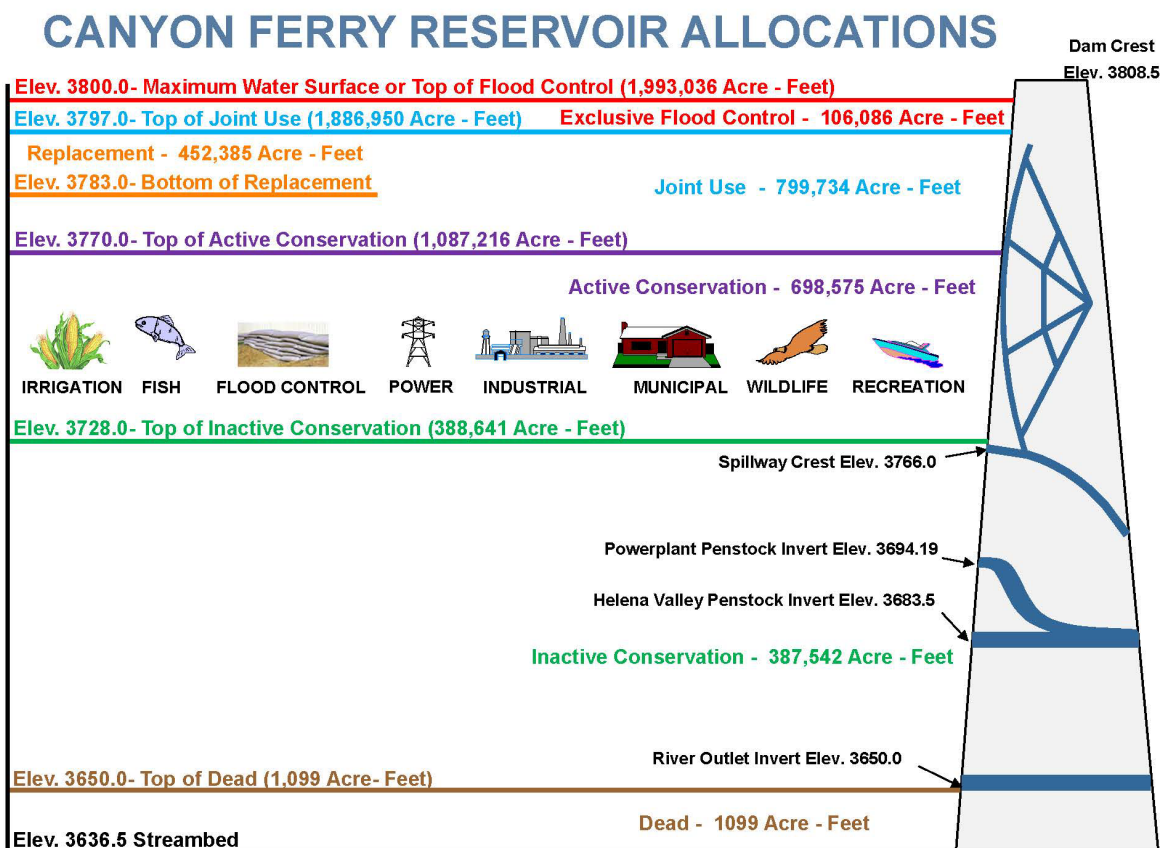 CANYON FERRY RESERVOIR ALLOCATIONS
Dam Crest
Elev. 3808.5
Elev. 3800.0- Maximum Water Surface or Top of Flood Control (1,993,036 Acre - Feet)
Elev. 3797.0- Top of Joint Use (1,886,950 Acre - Feet)
Exclusive Flood Control - 106,086 Acre - Feet
Replacement - 452,385 Acre - Feet
Elev. 3783.0- Bottom of Replacement
Joint Use - 799,734 Acre - Feet
Elev. 3770.0- Top of Active Conservation (1,087,216 Acre - Feet)
Active Conservation - 698,575 Acre - Feet
IRRIGATION
FISH
FLOOD CONTROL
POWER
INDUSTRIAL
MUNICIPAL
WILDLIFE
RECREATION
Elev. 3728.0- Top of Inactive Conservation (388,641 Acre - Feet)
Spillway Crest Elev. 3766.0
Powerplant Penstock Invert Elev. 3694.19
Helena Valley Penstock Invert Elev. 3683.5
Inactive Conservation - 387,542 Acre - Feet
River Outlet Invert Elev. 3650.0
Elev. 3650.0- Top of Dead (1,099 Acre- Feet)
Dead - 1099 Acre - Feet
Elev. 3636.5 Streambed